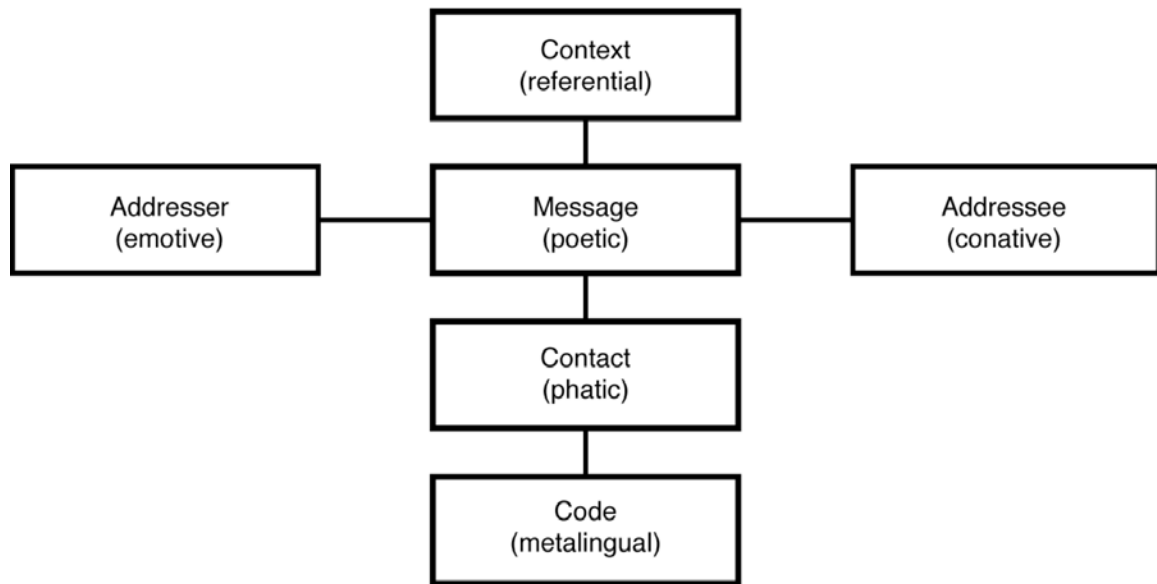 Context
(referential)
Addresser
(emotive)
Message
(poetic)
Addressee
(conative)
Contact
(phatic)
Code
(metalingual)